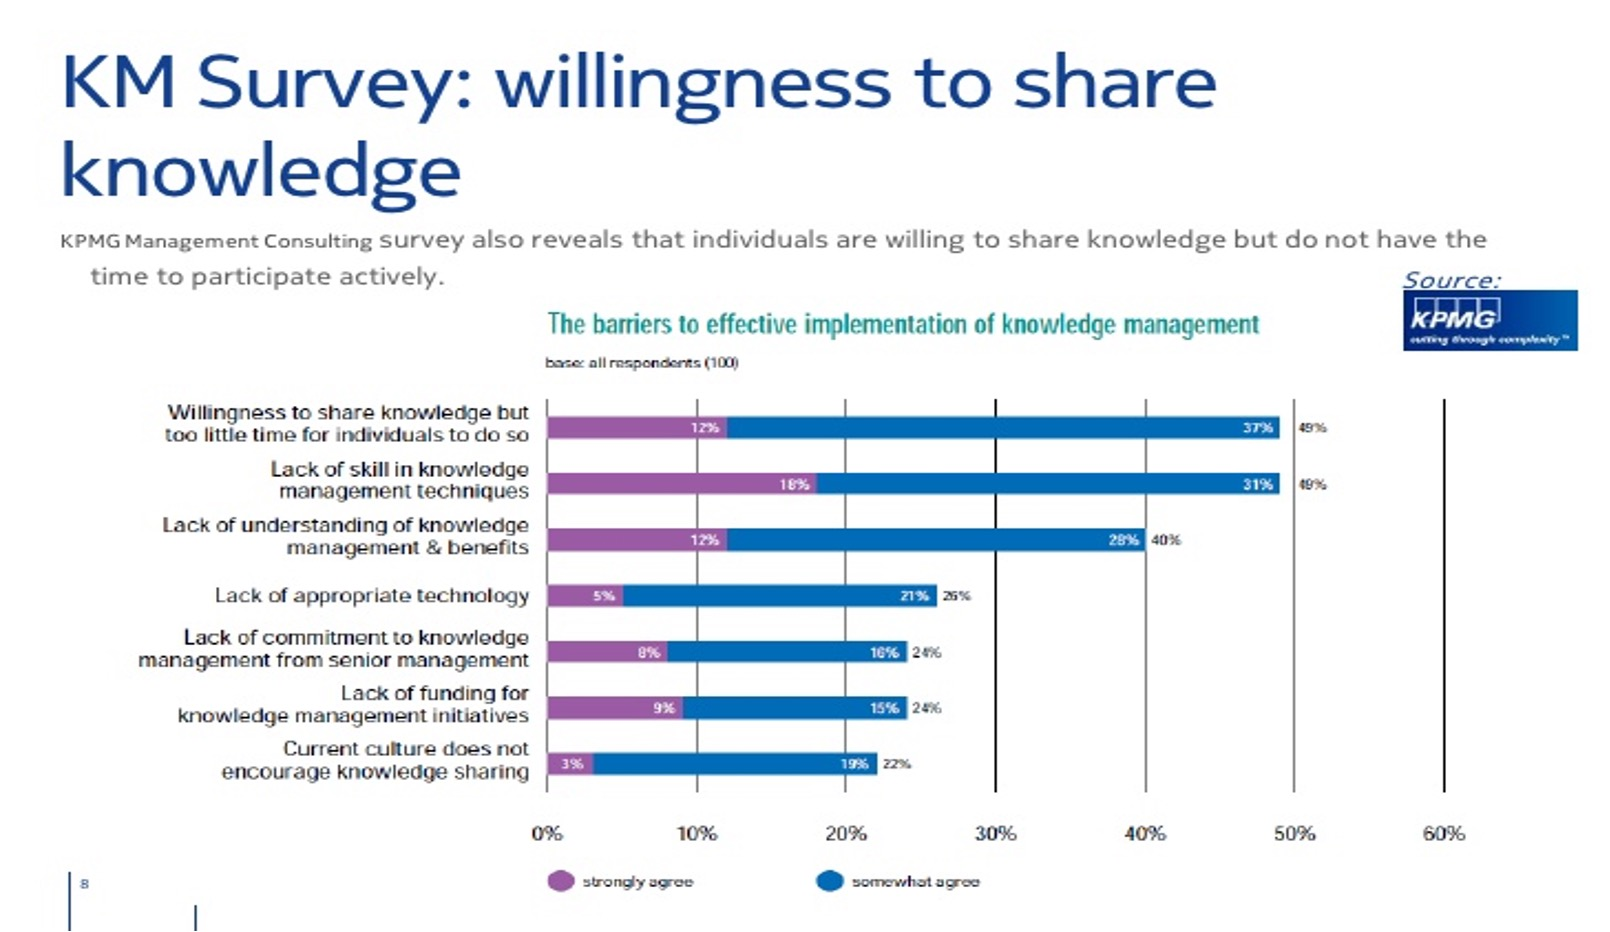 KM Survey: willingness to share
knowledge
KPMG Management Consulting survey also reveals that individuals are willing to share knowledge but do not have the
time to participate actively.
Source:
KPMG
cutting through complexity™
The barriers to effective implementation of knowledge management
base: all respondents (100)
Willingness to share knowledge but
too little time for individuals to do so
12% 37% 49%
Lack of skill in knowledge
management techniques
18% 31% 49%
Lack of understanding of knowledge
management & benefits
12% 28% 40%
Lack of appropriate technology
5% 21% 26%
Lack of commitment to knowledge
management from senior management
8% 16% 24%
Lack of funding for
knowledge management initiatives
9% 15% 24%
Current culture does not
encourage knowledge sharing
3% 19% 22%
0% 10% 20% 30% 40% 50% 60%
strongly agree somewhat agree
8